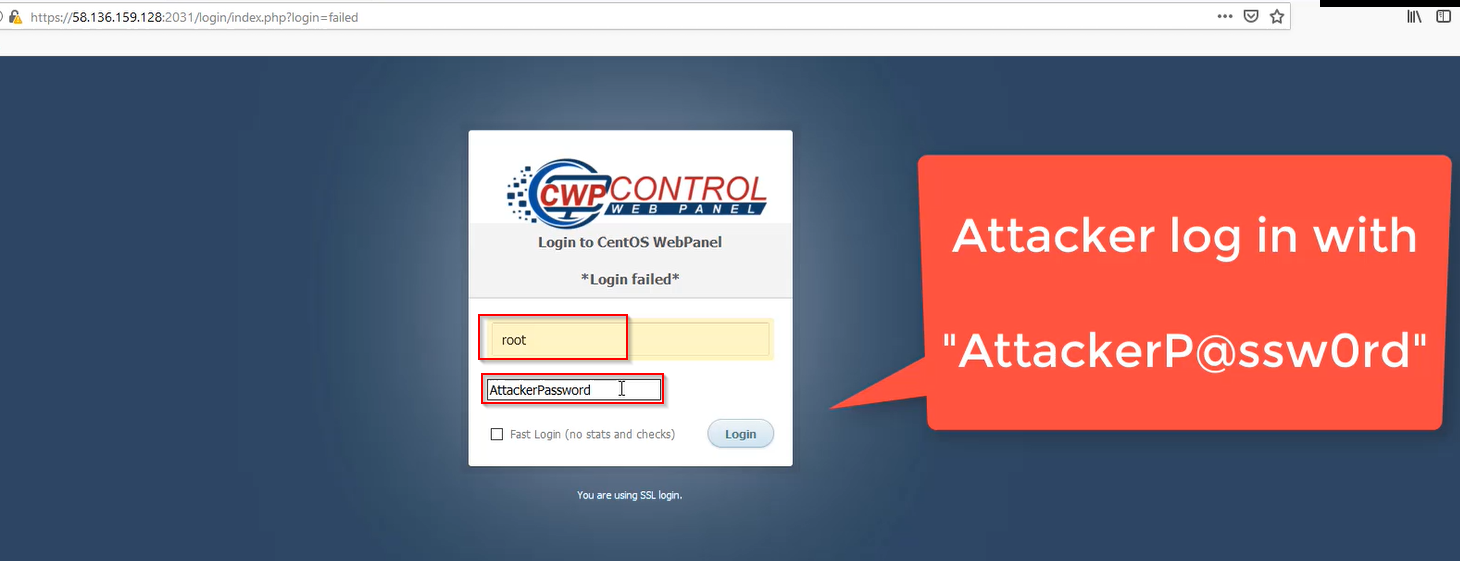 https://58.136.159.128:2031/login/index.php?login=failed
CWP CONTROL
WEB PANEL
Login to CentOS WebPanel
*Login failed*
root
AttackerPassword
Fast Login (no stats and checks)
Login
You are using SSL login.
Attacker log in with
"AttackerP@ssw0rd"